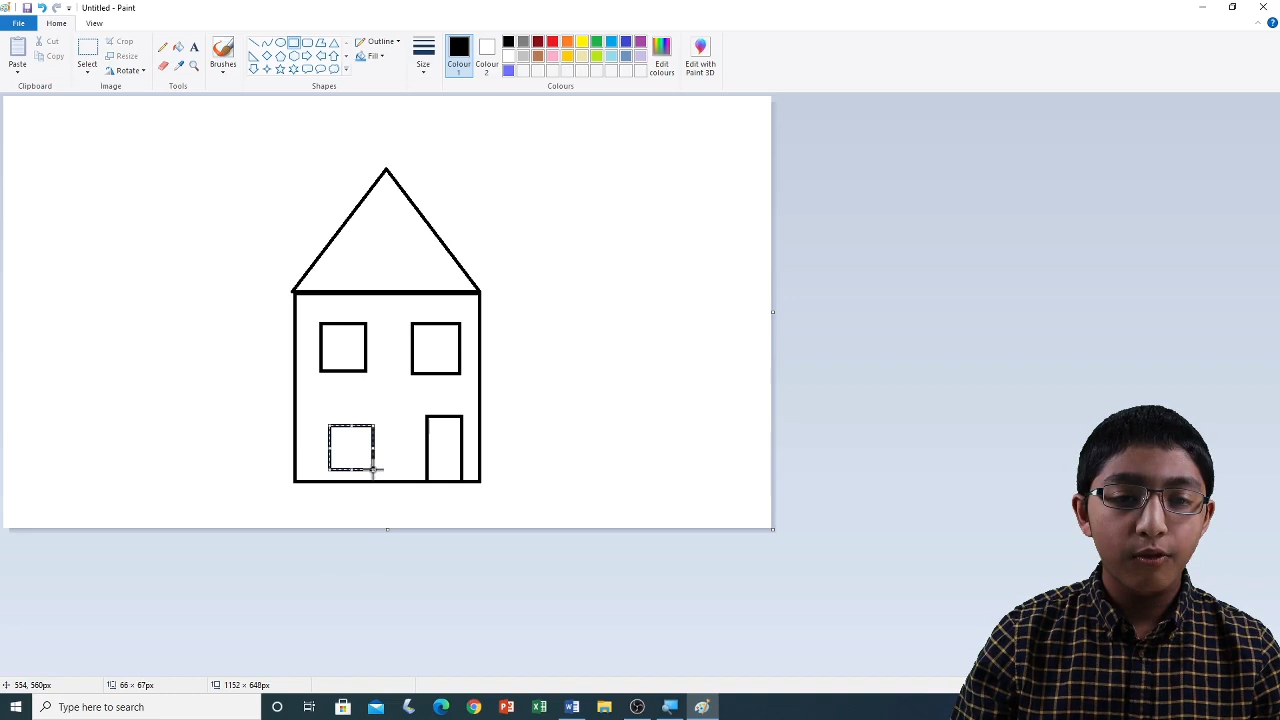 Untitled - Paint
File Home View
Paste
Cut
Copy
Clipboard
Select
Crop
Resize
Rotate
Image
A
Tools
Brushes
Outline
Fill
Shapes
Size
Colour 1
Colour 2
Edit colours
Colours
Edit with Paint 3D
554, 560px 66 × 67px 1152 × 648px
Type here to search